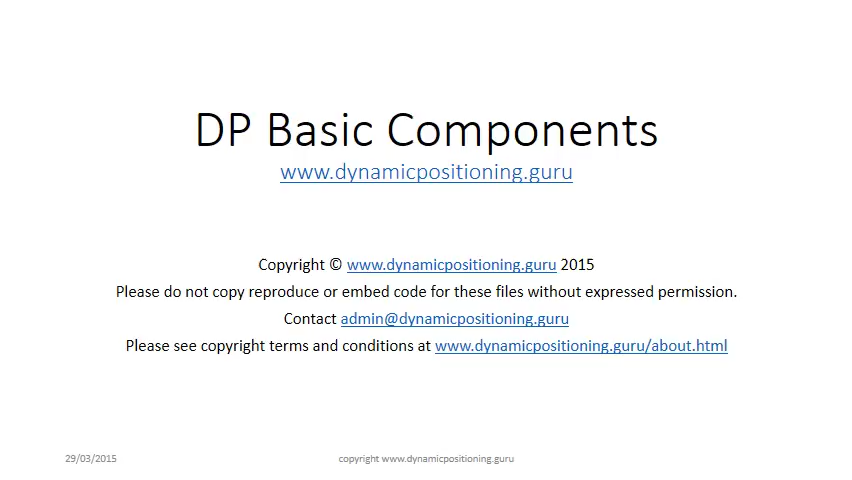 DP Basic Components
www.dynamicpositioning.guru
Copyright © www.dynamicpositioning.guru 2015
Please do not copy reproduce or embed code for these files without expressed permission.
Contact admin@dynamicpositioning.guru
Please see copyright terms and conditions at www.dynamicpositioning.guru/about.html
29/03/2015
copyright www.dynamicpositioning.guru